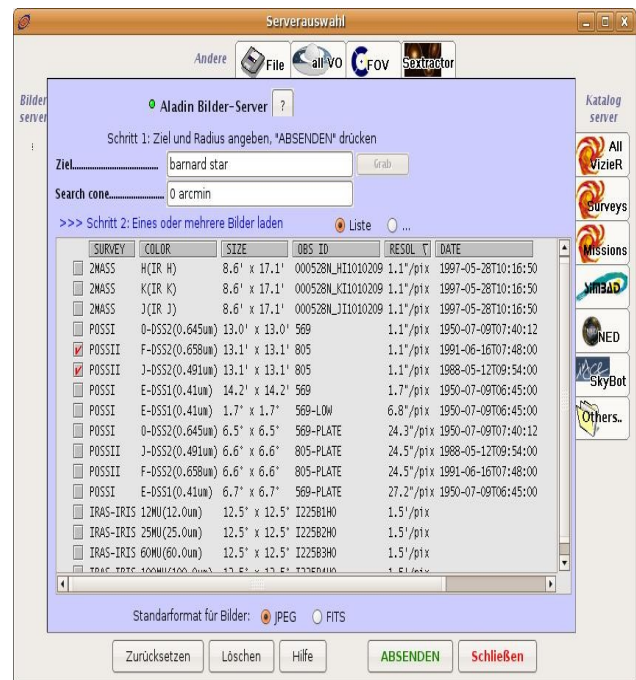 Serverauswahl
Andere
File
all VO
FOV
Sextractor
Bilder
server
Katalog
server
Aladin Bilder-Server ?
Schritt 1: Ziel und Radius angeben, "ABSENDEN" drücken
Ziel................................ barnard star Grab
Search cone..................... 0 arcmin
>>> Schritt 2: Eines oder mehrere Bilder laden Liste ...
SURVEY COLOR SIZE OBS ID RESOL DATE
2MASS H(IR H) 8.6' x 17.1' 000528N_HI1010209 1.1"/pix 1997-05-28T10:16:50
2MASS K(IR K) 8.6' x 17.1' 000528N_KI1010209 1.1"/pix 1997-05-28T10:16:50
2MASS J(IR J) 8.6' x 17.1' 000528N_JI1010209 1.1"/pix 1997-05-28T10:16:50
POSSI O-DSS2(0.645um) 13.0' x 13.0' 569 1.1"/pix 1950-07-09T07:40:12
POSSII F-DSS2(0.658um) 13.1' x 13.1' 805 1.1"/pix 1991-06-16T07:48:00
POSSII J-DSS2(0.491um) 13.1' x 13.1' 805 1.1"/pix 1988-05-12T09:54:00
POSSI E-DSS1(0.41um) 14.2' x 14.2' 569 1.7"/pix 1950-07-09T06:45:00
POSSI E-DSS1(0.41um) 1.7° x 1.7° 569-LOW 6.8"/pix 1950-07-09T06:45:00
POSSI O-DSS2(0.645um) 6.5° x 6.5° 569-PLATE 24.3"/pix 1950-07-09T07:40:12
POSSII J-DSS2(0.491um) 6.6° x 6.6° 805-PLATE 24.5"/pix 1988-05-12T09:54:00
POSSII F-DSS2(0.658um) 6.6° x 6.6° 805-PLATE 24.5"/pix 1991-06-16T07:48:00
POSSI E-DSS1(0.41um) 6.7° x 6.7° 569-PLATE 27.2"/pix 1950-07-09T06:45:00
IRAS-IRIS 12MU(12.0um) 12.5° x 12.5° I225B1H0 1.5'/pix
IRAS-IRIS 25MU(25.0um) 12.5° x 12.5° I225B2H0 1.5'/pix
IRAS-IRIS 60MU(60.0um) 12.5° x 12.5° I225B3H0 1.5'/pix
IRAS-IRIS 100MU(100.0um) 12.5° x 12.5° I225B4H0 1.5'/pix
All
VizieR
Surveys
Missions
SIMBAD
NED
SkyBot
Others..
Standarformat für Bilder: JPEG FITS
Zurücksetzen Löschen Hilfe ABSENDEN Schließen